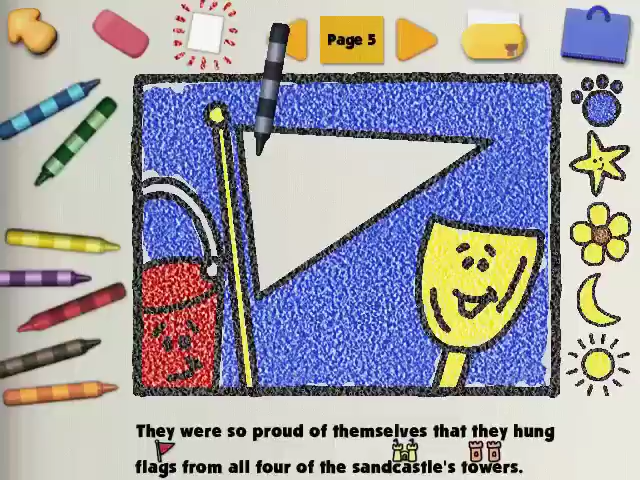 Page 5
They were so proud of themselves that they hung
flags from all four of the sandcastle's towers.